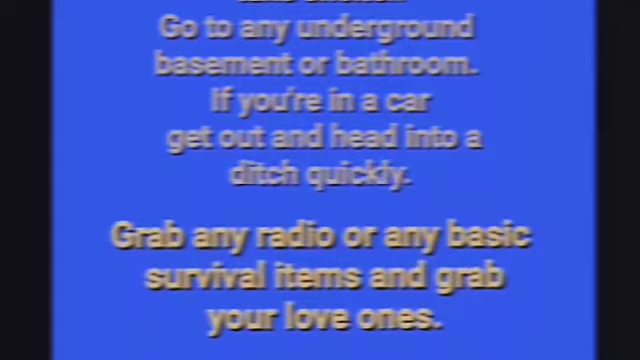 Go to any underground
basement or bathroom.
If you're in a car
get out and head into a
ditch quickly.
Grab any radio or any basic
survival items and grab
your love ones.